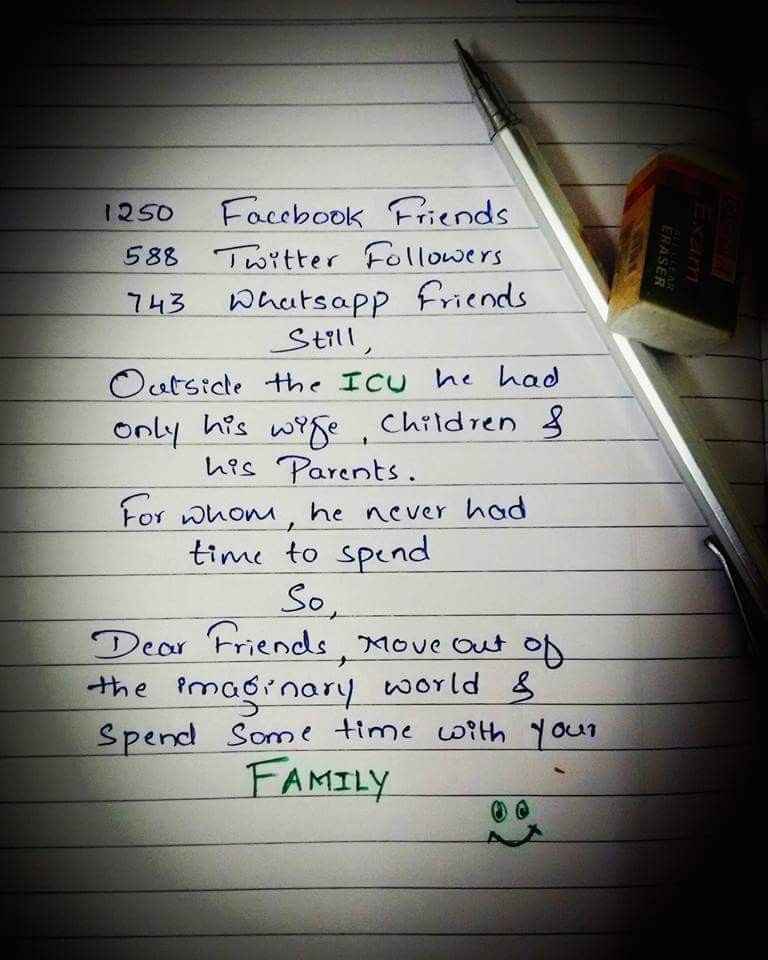 1250 Facebook Friends
588 Twitter Followers
743 Whatsapp Friends
Still,
Outside the ICU he had
only his wife, Children &
his Parents.
For whom, he never had
time to spend
So,
Dear Friends, Move out of
the imaginary world &
Spend Some time with your
FAMILY
Exam
ERASER